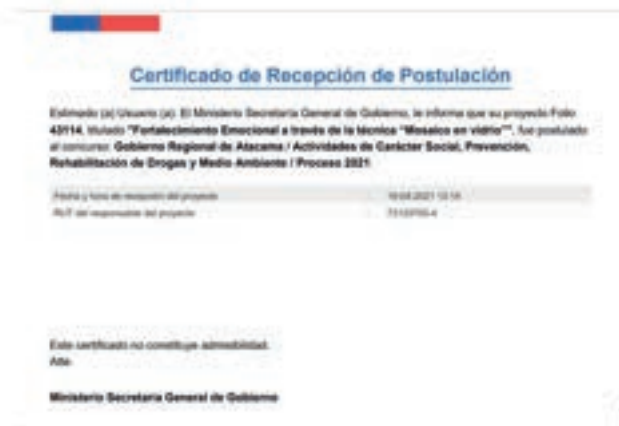 Certificado de Recepción de Postulación
Estimado (a) Usuario (a): El Ministerio Secretaría General de Gobierno, le informa que su proyecto Folio
43114, titulado "Fortalecimiento Emocional a través de la técnica "Mosaico en vidrio"", fue postulado
al concurso: Gobierno Regional de Atacama / Actividades de Carácter Social, Prevención,
Rehabilitación de Drogas y Medio Ambiente / Proceso 2021.
Fecha y hora de recepción del proyecto
RUT del responsable del proyecto
Este certificado no constituye admisibilidad.
Atte.
Ministerio Secretaría General de Gobierno